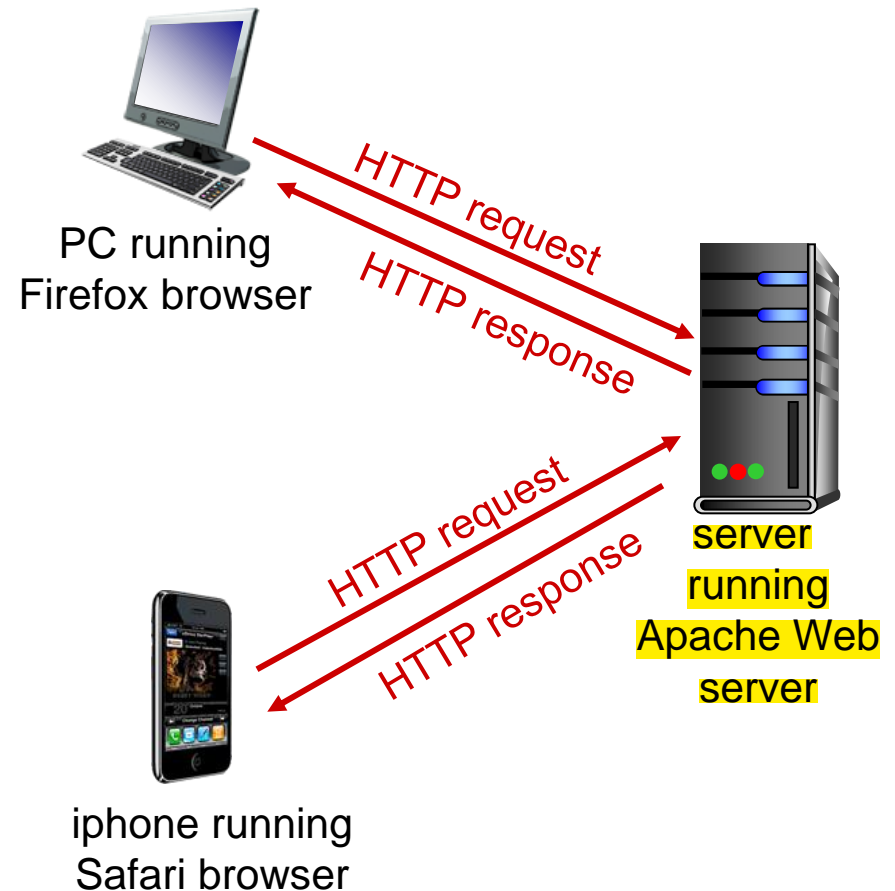 HTTP request
HTTP response
PC running
Firefox browser
server
running
Apache Web
server
HTTP request
HTTP response
iphone running
Safari browser